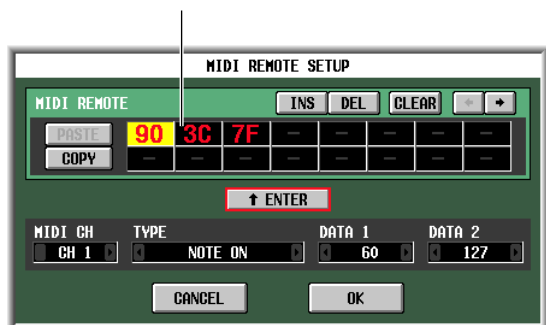 MIDI REMOTE SETUP
MIDI REMOTE INS DEL CLEAR ← →
PASTE 90 3C 7F — — — — —
COPY — — — — — — — —
↑ ENTER
MIDI CH TYPE DATA 1 DATA 2
CH 1 NOTE ON 60 127
CANCEL OK